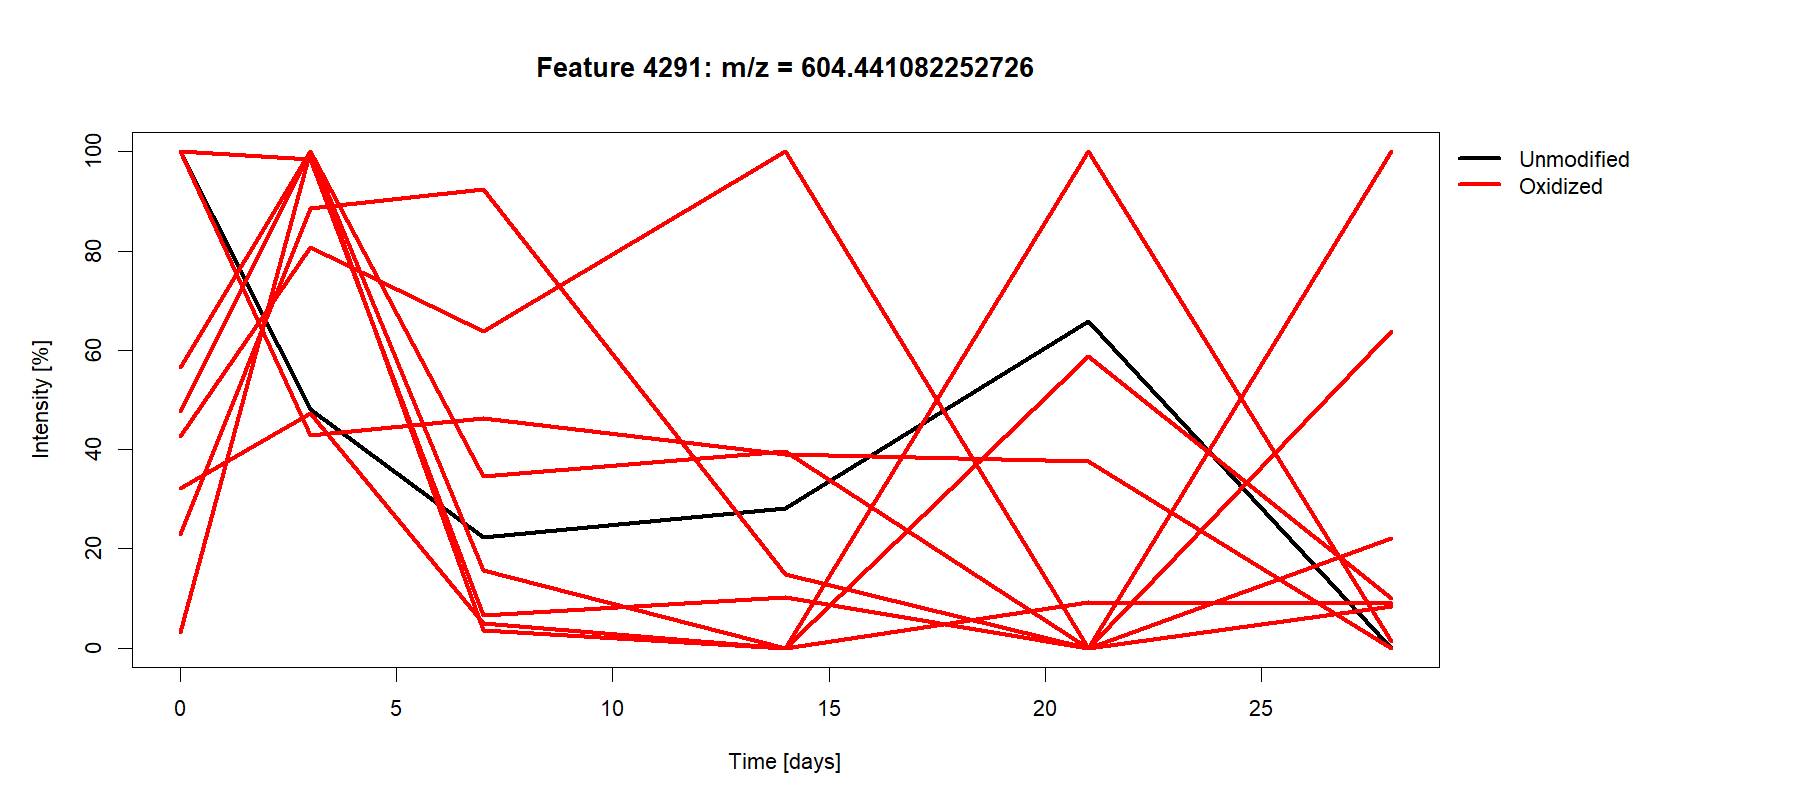 Feature 4291: m/z = 604.441082252726
Unmodified
Oxidized
Intensity [%]
100
80
60
40
20
0
0 5 10 15 20 25
Time [days]